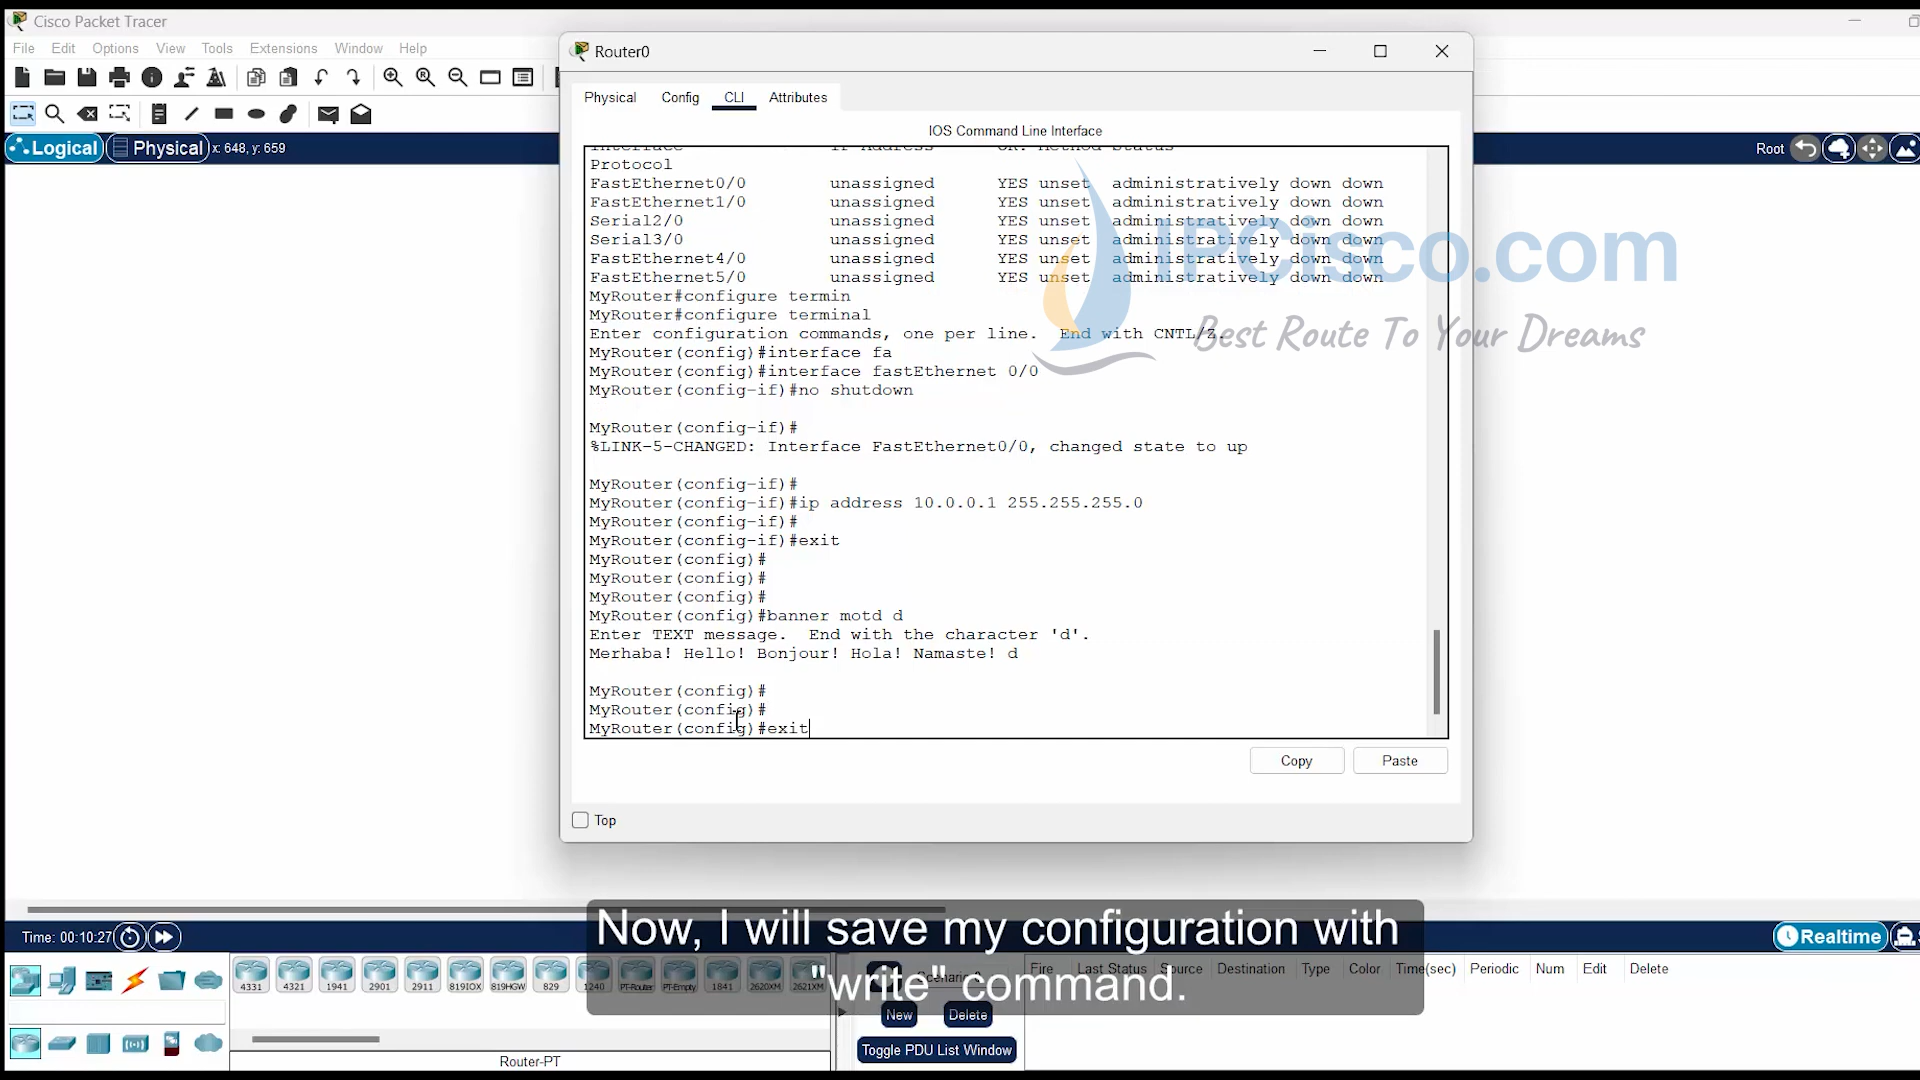 Cisco Packet Tracer
File Edit Options View Tools Extensions Window Help
Logical Physical x: 648, y: 659
Root
Router0
Physical Config CLI Attributes
IOS Command Line Interface
Protocol
FastEthernet0/0 unassigned YES unset administratively down down
FastEthernet1/0 unassigned YES unset administratively down down
Serial2/0 unassigned YES unset administratively down down
Serial3/0 unassigned YES unset administratively down down
FastEthernet4/0 unassigned YES unset administratively down down
FastEthernet5/0 unassigned YES unset administratively down down
MyRouter#configure termin
MyRouter#configure terminal
Enter configuration commands, one per line. End with CNTL/Z.
MyRouter(config)#interface fa
MyRouter(config)#interface fastEthernet 0/0
MyRouter(config-if)#no shutdown
MyRouter(config-if)#
%LINK-5-CHANGED: Interface FastEthernet0/0, changed state to up
MyRouter(config-if)#
MyRouter(config-if)#ip address 10.0.0.1 255.255.255.0
MyRouter(config-if)#
MyRouter(config-if)#exit
MyRouter(config)#
MyRouter(config)#
MyRouter(config)#
MyRouter(config)#banner motd d
Enter TEXT message. End with the character 'd'.
Merhaba! Hello! Bonjour! Hola! Namaste! d
MyRouter(config)#
MyRouter(config)#
MyRouter(config)#exit
IPCisco.com
Best Route To Your Dreams
Copy Paste
Top
Now, I will save my configuration with
"write" command.
Time: 00:10:27
Realtime
4331 4321 1941 2901 2911 819IOX 819HGW 829 1240 PT-Router PT-Empty 1841 2620XM 2621XM
Router-PT
New Delete
Toggle PDU List Window
Fire Last Status Source Destination Type Color Time(sec) Periodic Num Edit Delete